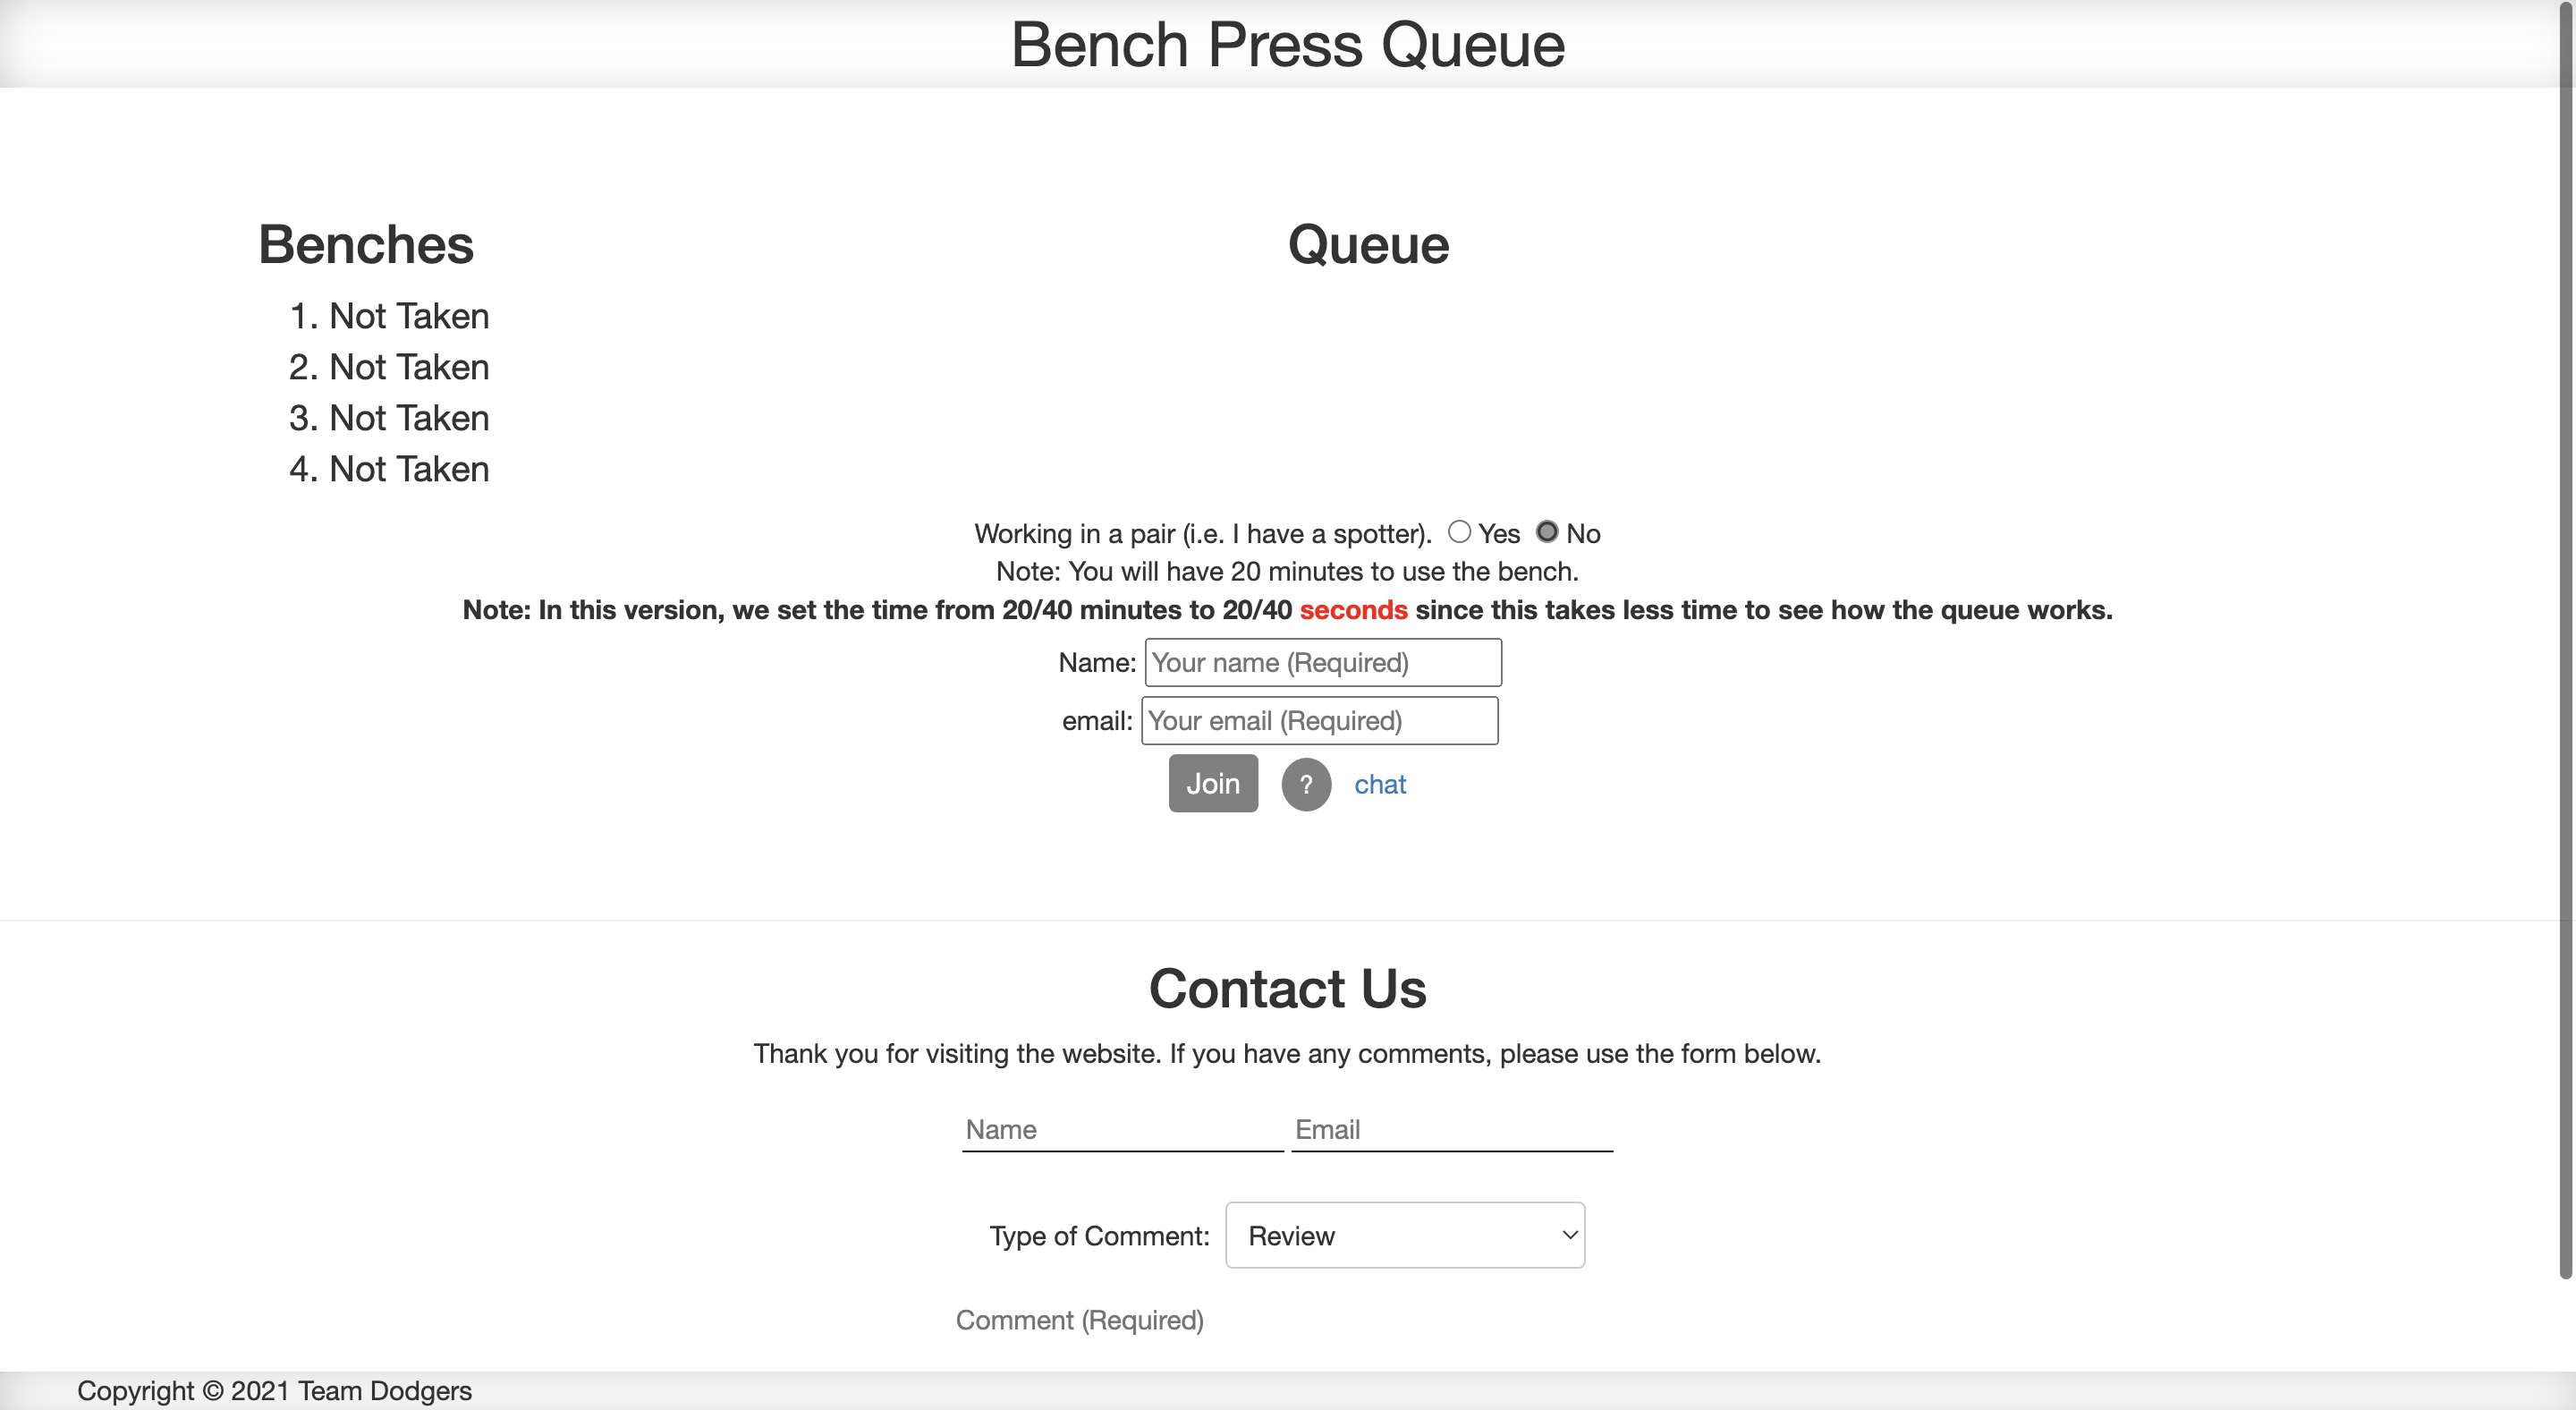 Bench Press Queue
Benches
1. Not Taken
2. Not Taken
3. Not Taken
4. Not Taken
Queue
Working in a pair (i.e. I have a spotter). Yes No
Note: You will have 20 minutes to use the bench.
Note: In this version, we set the time from 20/40 minutes to 20/40 seconds since this takes less time to see how the queue works.
Name: Your name (Required)
email: Your email (Required)
Join ? chat
Contact Us
Thank you for visiting the website. If you have any comments, please use the form below.
Name Email
Type of Comment: Review
Comment (Required)
Copyright © 2021 Team Dodgers